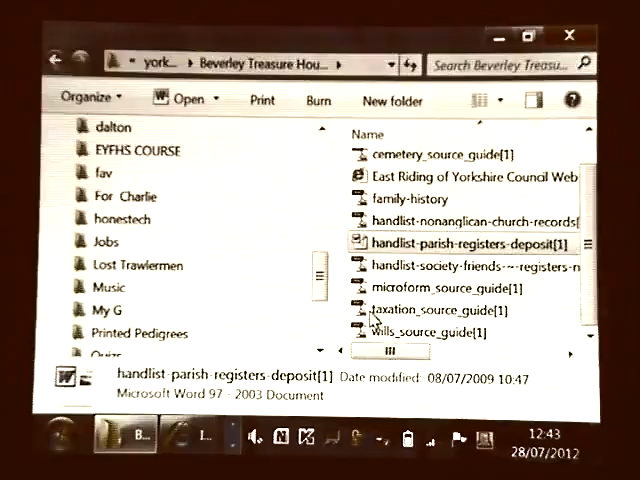 york... ▸ Beverley Treasure Hou... ▸
Search Beverley Treasu...
Organize Open Print Burn New folder
dalton
EYFHS COURSE
fav
For Charlie
honestech
Jobs
Lost Trawlermen
Music
My G
Printed Pedigrees
Quizs
Name
cemetery_source_guide[1]
East Riding of Yorkshire Council Web
family-history
handlist-nonanglican-church-records[
handlist-parish-registers-deposit[1]
handlist-society-friends-~-registers-n
microform_source_guide[1]
taxation_source_guide[1]
wills_source_guide[1]
handlist-parish-registers-deposit[1] Date modified: 08/07/2009 10:47
Microsoft Word 97 - 2003 Document
B... I...
12:43
28/07/2012